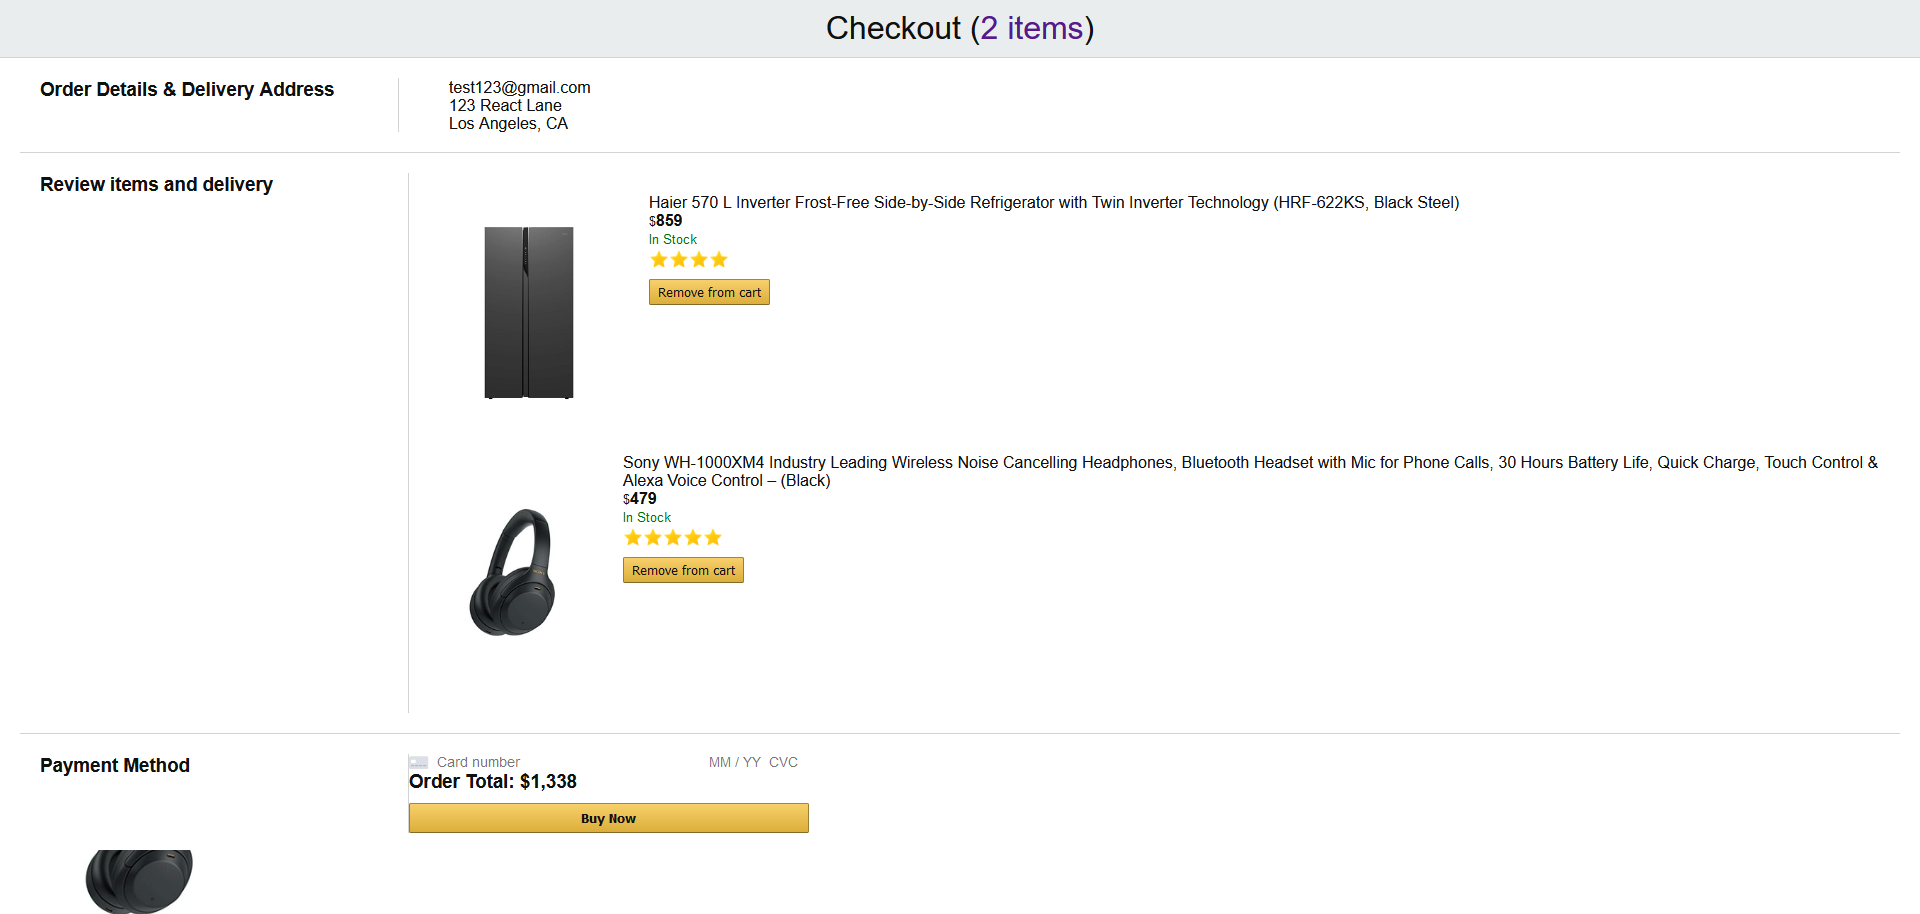 Checkout (2 items)
Order Details & Delivery Address
test123@gmail.com
123 React Lane
Los Angeles, CA
Review items and delivery
Haier 570 L Inverter Frost-Free Side-by-Side Refrigerator with Twin Inverter Technology (HRF-622KS, Black Steel)
$859
In Stock
Remove from cart
Sony WH-1000XM4 Industry Leading Wireless Noise Cancelling Headphones, Bluetooth Headset with Mic for Phone Calls, 30 Hours Battery Life, Quick Charge, Touch Control &
Alexa Voice Control – (Black)
$479
In Stock
Remove from cart
Payment Method
Card number MM / YY CVC
Order Total: $1,338
Buy Now